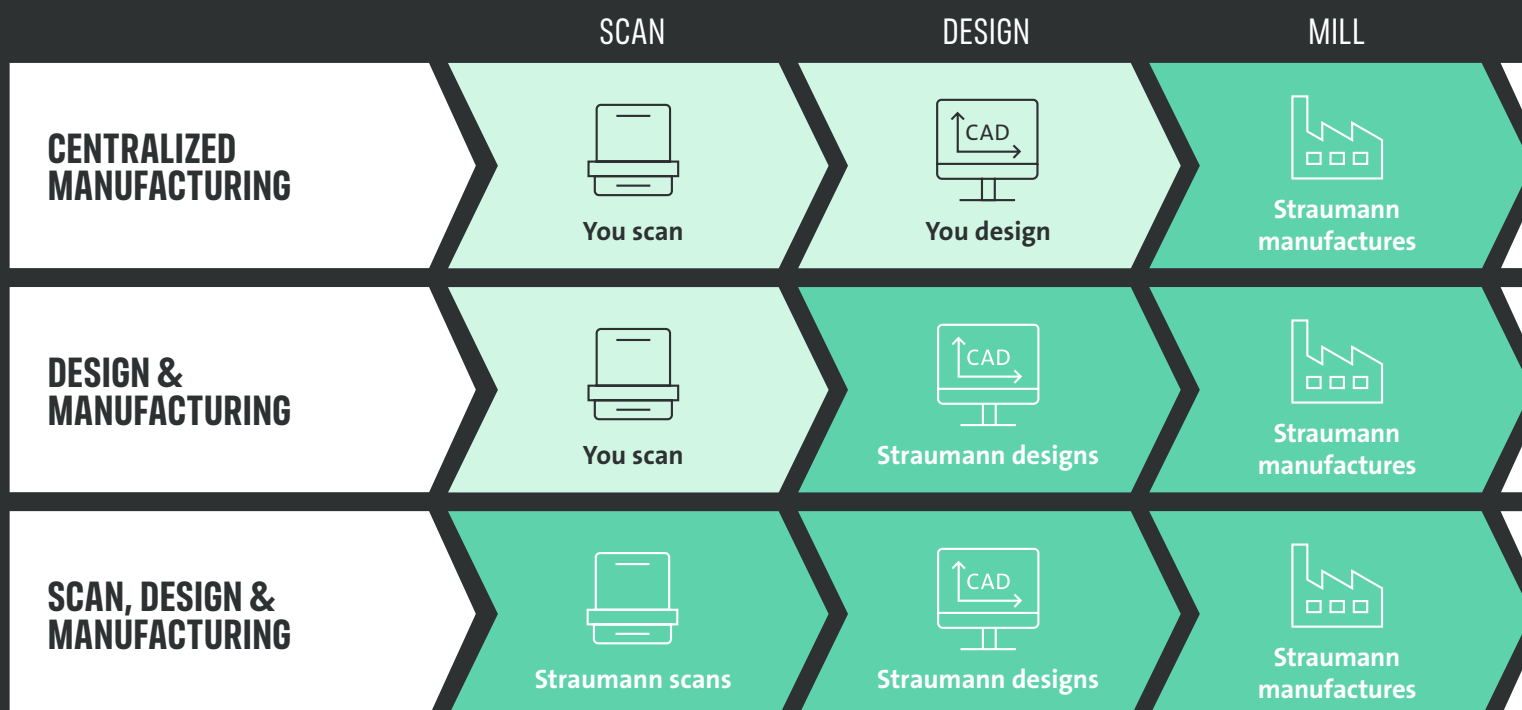 SCAN DESIGN MILL
CENTRALIZED
MANUFACTURING
CAD
You scan
You design
Straumann
manufactures
DESIGN &
MANUFACTURING
CAD
You scan
Straumann designs
Straumann
manufactures
SCAN, DESIGN &
MANUFACTURING
CAD
Straumann scans
Straumann designs
Straumann
manufactures